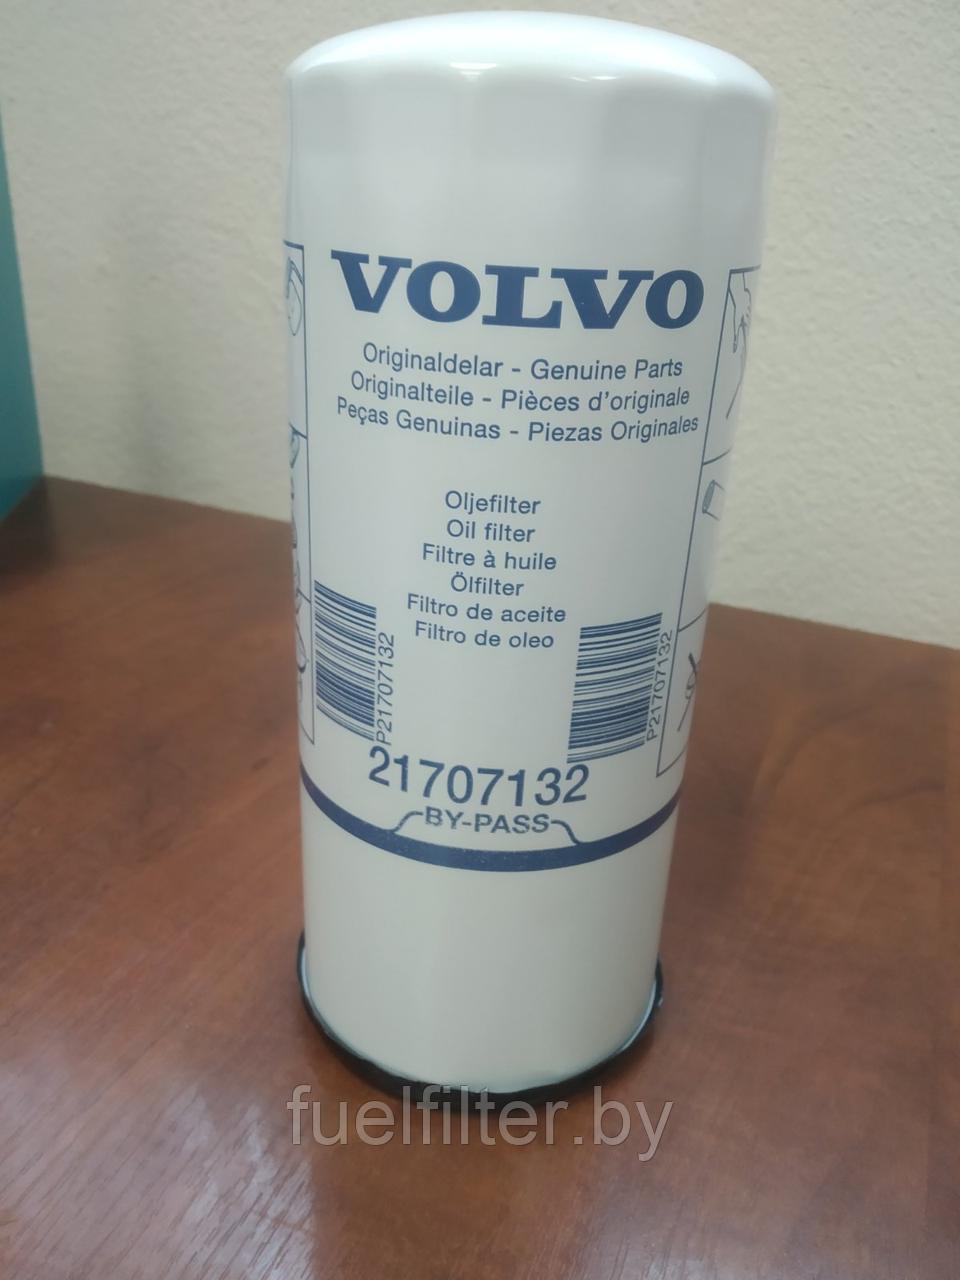 VOLVO
Originaldelar - Genuine Parts
Originalteile - Pièces d'originale
Peças Genuinas - Piezas Originales
Oljefilter
Oil filter
Filtre à huile
Ölfilter
Filtro de aceite
Filtro de oleo
P21707132
P21707132
21707132
BY-PASS
fuelfilter.by